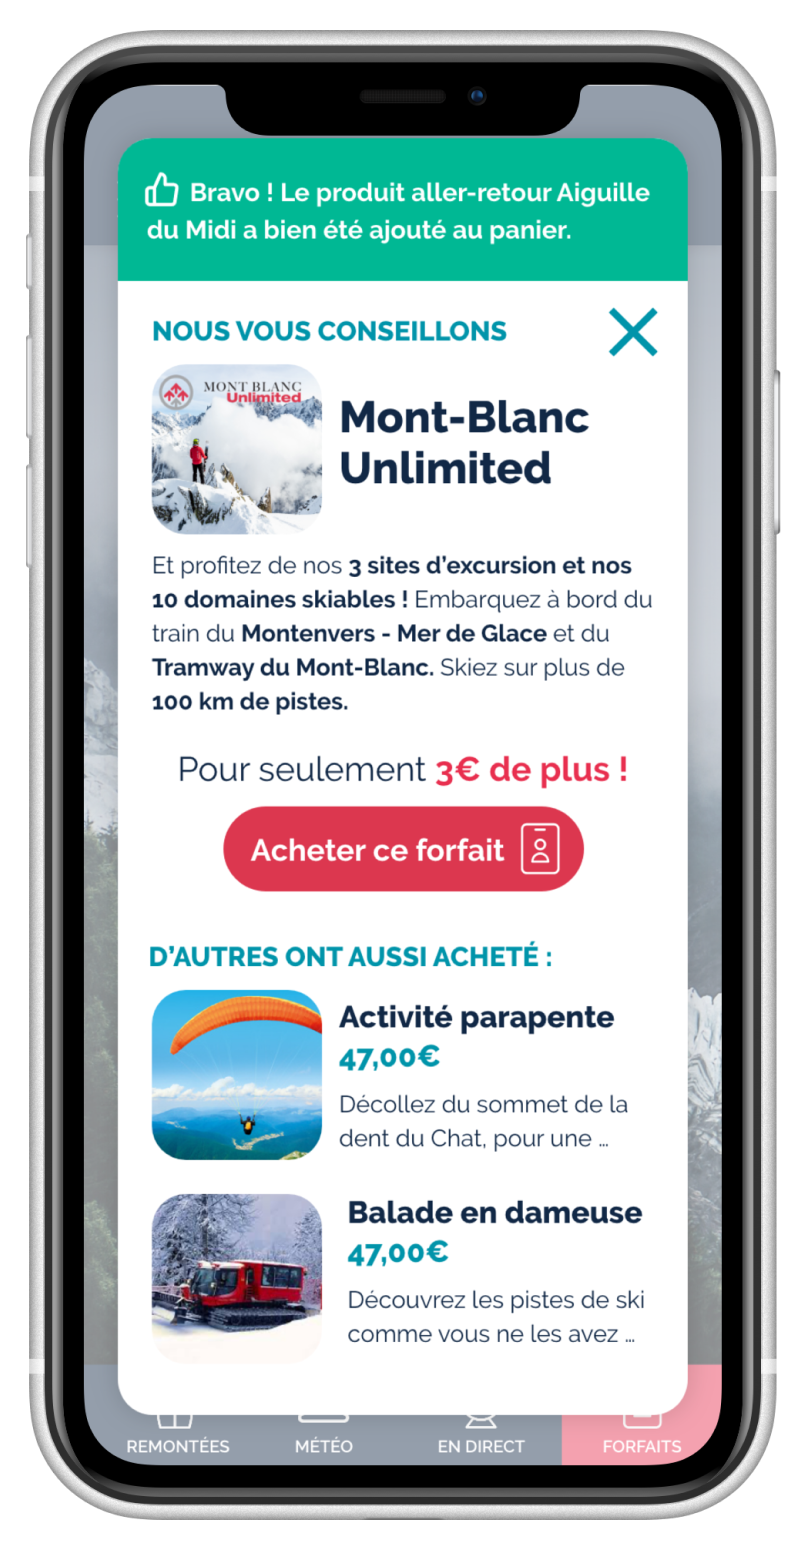 Bravo ! Le produit aller-retour Aiguille
du Midi a bien été ajouté au panier.
NOUS VOUS CONSEILLONS
MONT BLANC
Unlimited
Mont-Blanc
Unlimited
Et profitez de nos 3 sites d’excursion et nos
10 domaines skiables ! Embarquez à bord du
train du Montenvers - Mer de Glace et du
Tramway du Mont-Blanc. Skiez sur plus de
100 km de pistes.
Pour seulement 3€ de plus !
Acheter ce forfait
D’AUTRES ONT AUSSI ACHETÉ :
Activité parapente
47,00€
Décollez du sommet de la
dent du Chat, pour une ...
Balade en dameuse
47,00€
Découvrez les pistes de ski
comme vous ne les avez ...
REMONTÉES
MÉTÉO
EN DIRECT
FORFAITS